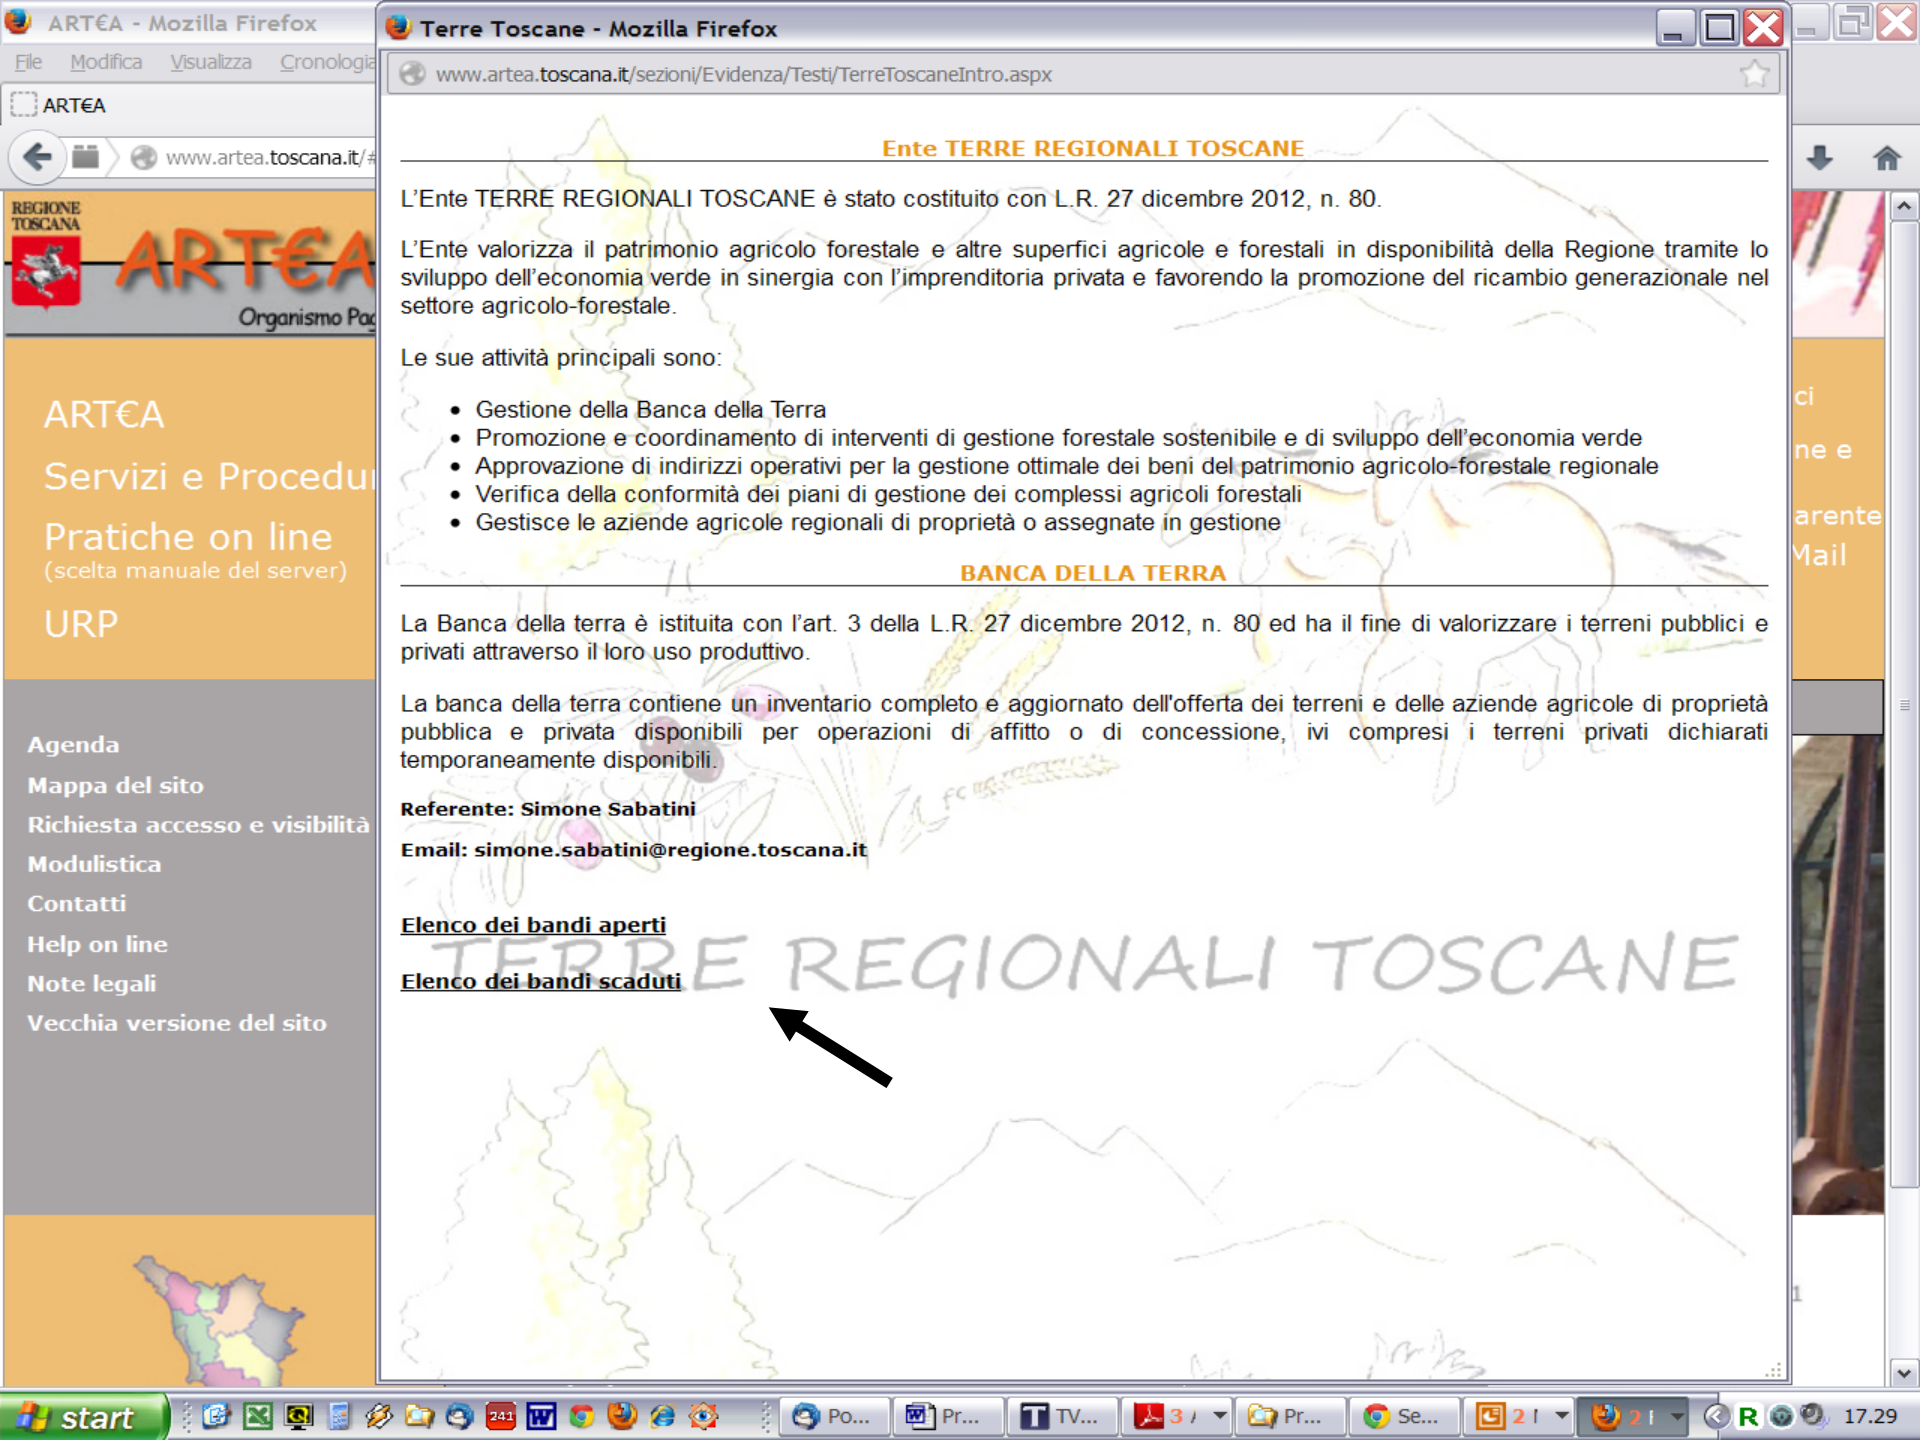 ART€A - Mozilla Firefox
File Modifica Visualizza Cronologia
ART€A
www.artea.toscana.it/#
REGIONE
TOSCANA
ART€A
Organismo Pag
ART€A
Servizi e Procedur
Pratiche on line
(scelta manuale del server)
URP
Agenda
Mappa del sito
Richiesta accesso e visibilità
Modulistica
Contatti
Help on line
Note legali
Vecchia versione del sito
Terre Toscane - Mozilla Firefox
www.artea.toscana.it/sezioni/Evidenza/Testi/TerreToscaneIntro.aspx
Ente TERRE REGIONALI TOSCANE
L'Ente TERRE REGIONALI TOSCANE è stato costituito con L.R. 27 dicembre 2012, n. 80.
L'Ente valorizza il patrimonio agricolo forestale e altre superfici agricole e forestali in disponibilità della Regione tramite lo
sviluppo dell'economia verde in sinergia con l'imprenditoria privata e favorendo la promozione del ricambio generazionale nel
settore agricolo-forestale.
Le sue attività principali sono:
• Gestione della Banca della Terra
• Promozione e coordinamento di interventi di gestione forestale sostenibile e di sviluppo dell'economia verde
• Approvazione di indirizzi operativi per la gestione ottimale dei beni del patrimonio agricolo-forestale regionale
• Verifica della conformità dei piani di gestione dei complessi agricoli forestali
• Gestisce le aziende agricole regionali di proprietà o assegnate in gestione
BANCA DELLA TERRA
La Banca della terra è istituita con l'art. 3 della L.R. 27 dicembre 2012, n. 80 ed ha il fine di valorizzare i terreni pubblici e
privati attraverso il loro uso produttivo.
La banca della terra contiene un inventario completo e aggiornato dell'offerta dei terreni e delle aziende agricole di proprietà
pubblica e privata disponibili per operazioni di affitto o di concessione, ivi compresi i terreni privati dichiarati
temporaneamente disponibili.
FC
Referente: Simone Sabatini
Email: simone.sabatini@regione.toscana.it
Elenco dei bandi aperti
TERRE REGIONALI TOSCANE
Elenco dei bandi scaduti
ci
ne e
arente
Mail
1
start
241
Po...
Pr...
TV...
3 /
Pr...
Se...
2 I
2 I
R
17.29